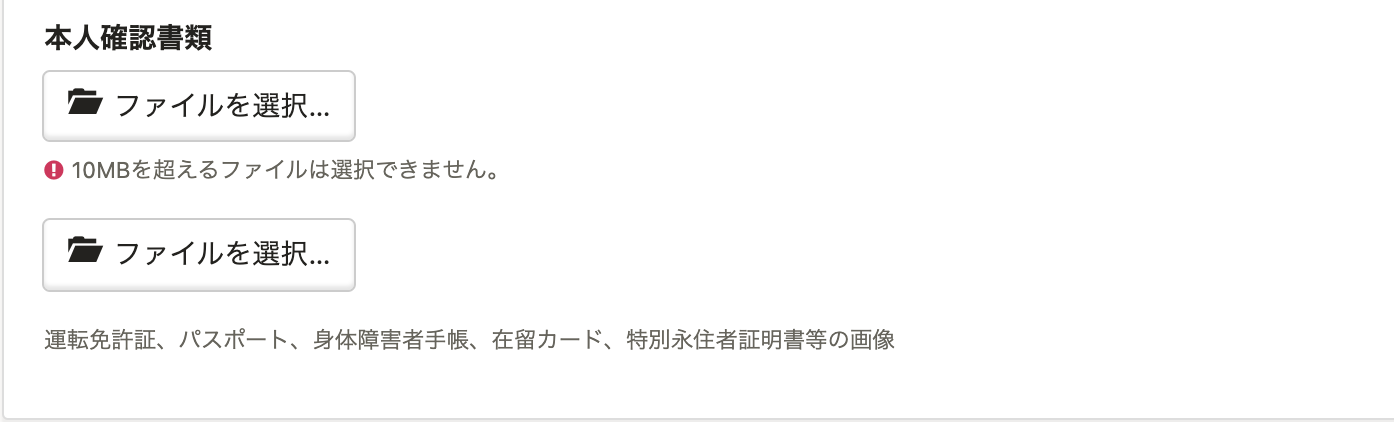 本人確認書類
ファイルを選択...
10MBを超えるファイルは選択できません。
ファイルを選択...
運転免許証、パスポート、身体障害者手帳、在留カード、特別永住者証明書等の画像